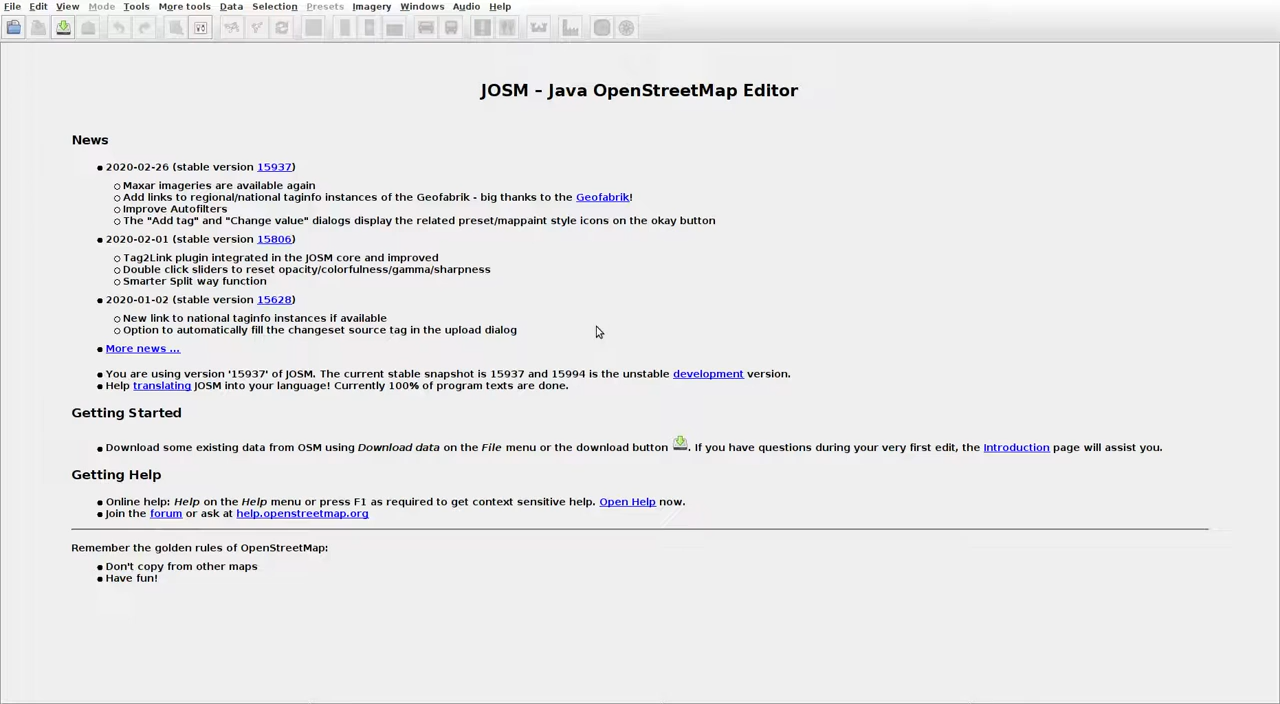 File Edit View Mode Tools More tools Data Selection Presets Imagery Windows Audio Help
JOSM – Java OpenStreetMap Editor
News
2020-02-26 (stable version 15937)
Maxar imageries are available again
Add links to regional/national taginfo instances of the Geofabrik - big thanks to the Geofabrik!
Improve Autofilters
The "Add tag" and "Change value" dialogs display the related preset/mappaint style icons on the okay button
2020-02-01 (stable version 15806)
Tag2Link plugin integrated in the JOSM core and improved
Double click sliders to reset opacity/colorfulness/gamma/sharpness
Smarter Split way function
2020-01-02 (stable version 15628)
New link to national taginfo instances if available
Option to automatically fill the changeset source tag in the upload dialog
More news ...
You are using version '15937' of JOSM. The current stable snapshot is 15937 and 15994 is the unstable development version.
Help translating JOSM into your language! Currently 100% of program texts are done.
Getting Started
Download some existing data from OSM using Download data on the File menu or the download button . If you have questions during your very first edit, the Introduction page will assist you.
Getting Help
Online help: Help on the Help menu or press F1 as required to get context sensitive help. Open Help now.
Join the forum or ask at help.openstreetmap.org
Remember the golden rules of OpenStreetMap:
Don't copy from other maps
Have fun!